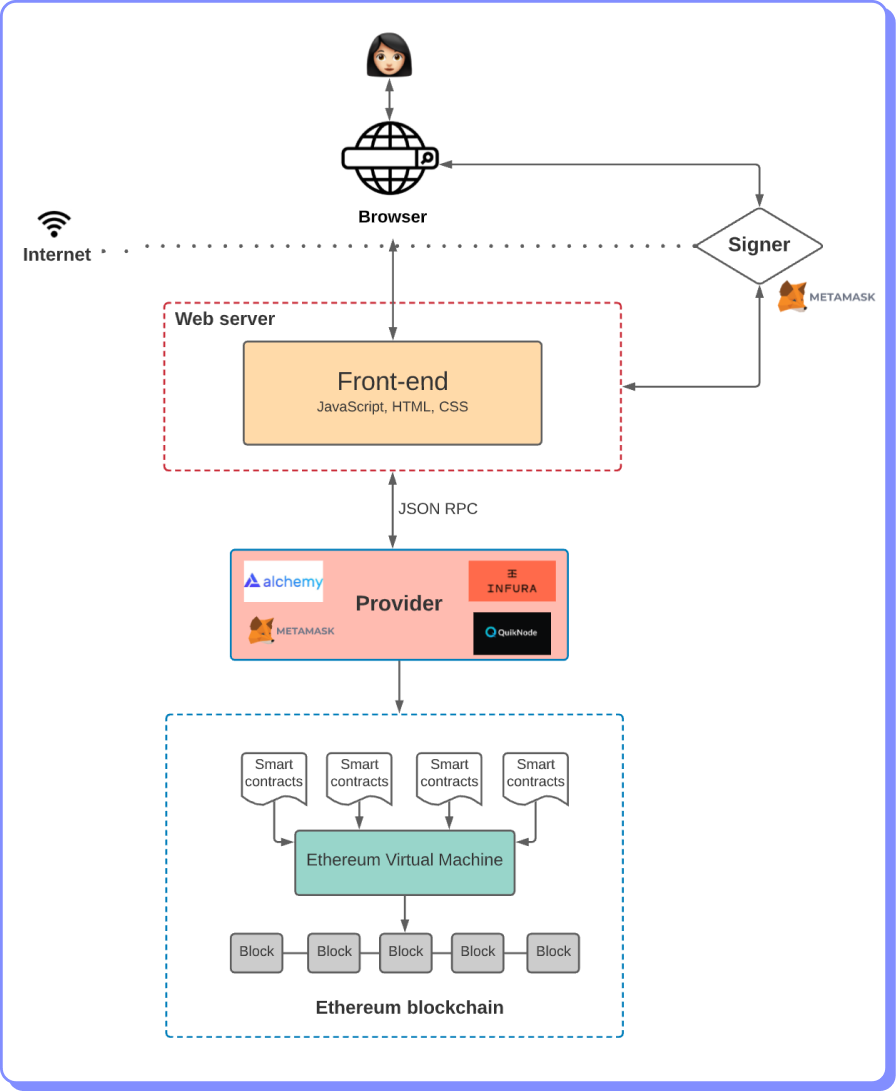 Browser
Internet
Signer
METAMASK
Web server
Front-end
JavaScript, HTML, CSS
JSON RPC
alchemy
INFURA
Provider
METAMASK
QuikNode
Smart
contracts
Smart
contracts
Smart
contracts
Smart
contracts
Ethereum Virtual Machine
Block
Block
Block
Block
Block
Ethereum blockchain